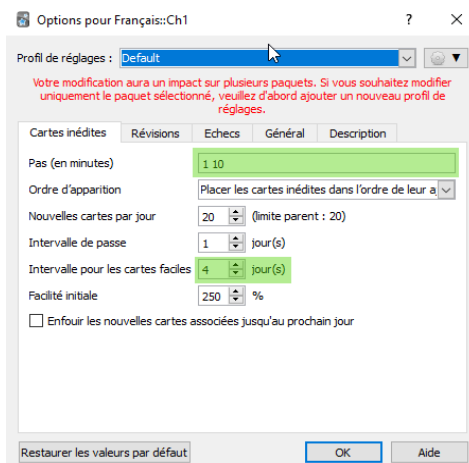 Options pour Français::Ch1
?
X
Profil de réglages : Default
Votre modification aura un impact sur plusieurs paquets. Si vous souhaitez modifier
uniquement le paquet sélectionné, veuillez d'abord ajouter un nouveau profil de
réglages.
Cartes inédites Révisions Echecs Général Description
Pas (en minutes) 1 10
Ordre d'apparition Placer les cartes inédites dans l'ordre de leur a
Nouvelles cartes par jour 20 (limite parent : 20)
Intervalle de passe 1 jour(s)
Intervalle pour les cartes faciles 4 jour(s)
Facilité initiale 250 %
Enfouir les nouvelles cartes associées jusqu'au prochain jour
Restaurer les valeurs par défaut OK Aide